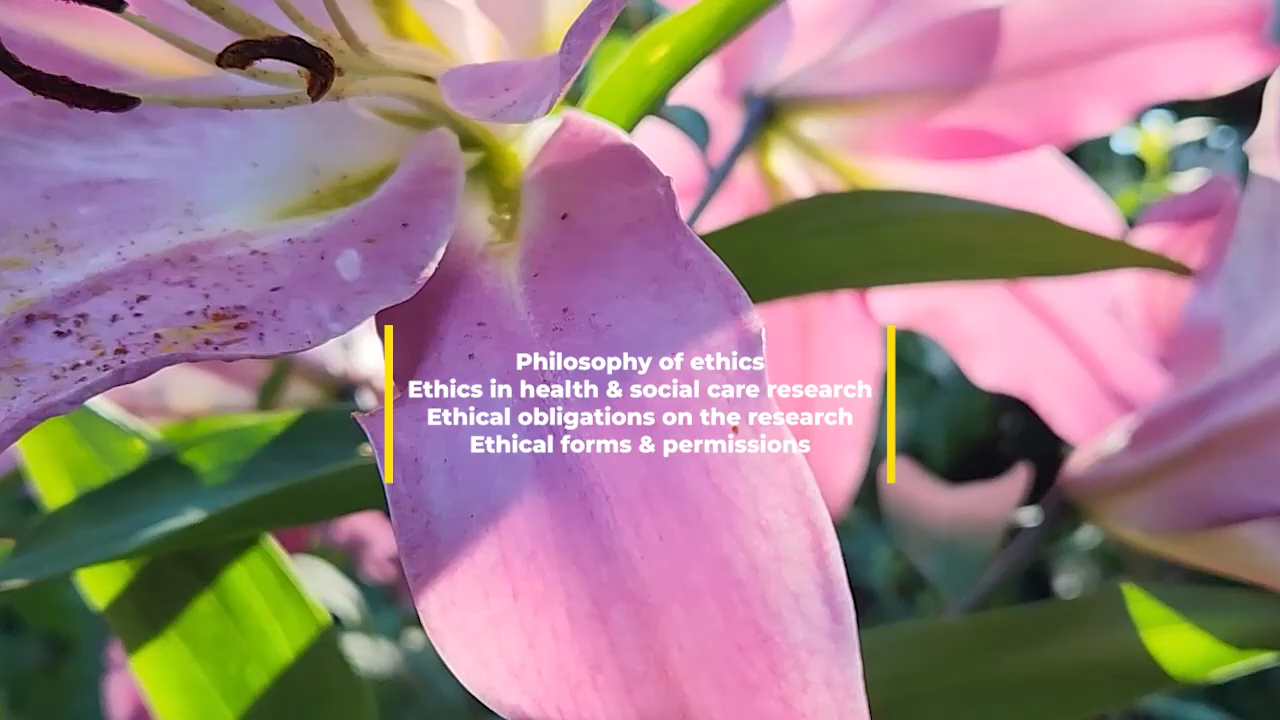 Philosophy of ethics
Ethics in health & social care research
Ethical obligations on the research
Ethical forms & permissions